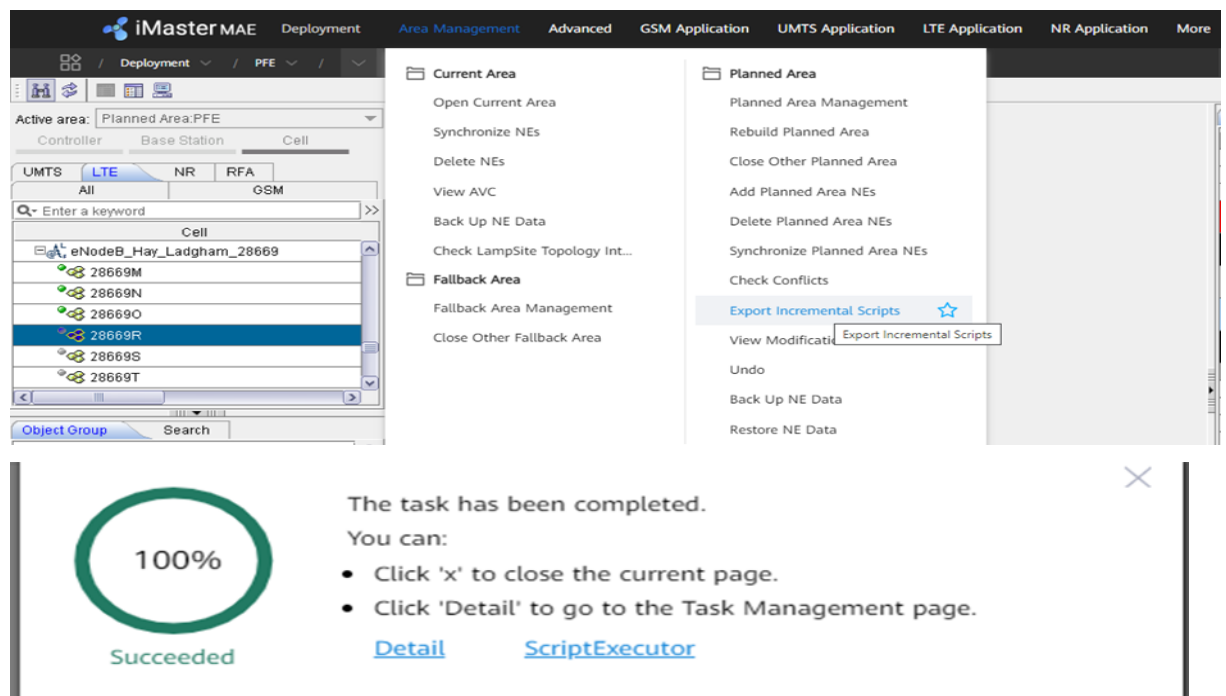 iMaster MAE Deployment Area Management Advanced GSM Application UMTS Application LTE Application NR Application More
/ Deployment / PFE /
Active area: Planned Area:PFE
Controller Base Station Cell
UMTS LTE NR RFA
All GSM
Enter a keyword >>
Cell
eNodeB_Hay_Ladgham_28669
28669M
28669N
28669O
28669R
28669S
28669T
Object Group Search
Current Area
Open Current Area
Synchronize NEs
Delete NEs
View AVC
Back Up NE Data
Check LampSite Topology Int...
Fallback Area
Fallback Area Management
Close Other Fallback Area
Planned Area
Planned Area Management
Rebuild Planned Area
Close Other Planned Area
Add Planned Area NEs
Delete Planned Area NEs
Synchronize Planned Area NEs
Check Conflicts
Export Incremental Scripts
Export Incremental Scripts
View Modificati
Undo
Back Up NE Data
Restore NE Data
100%
Succeeded
The task has been completed.
You can:
• Click 'x' to close the current page.
• Click 'Detail' to go to the Task Management page.
Detail ScriptExecutor